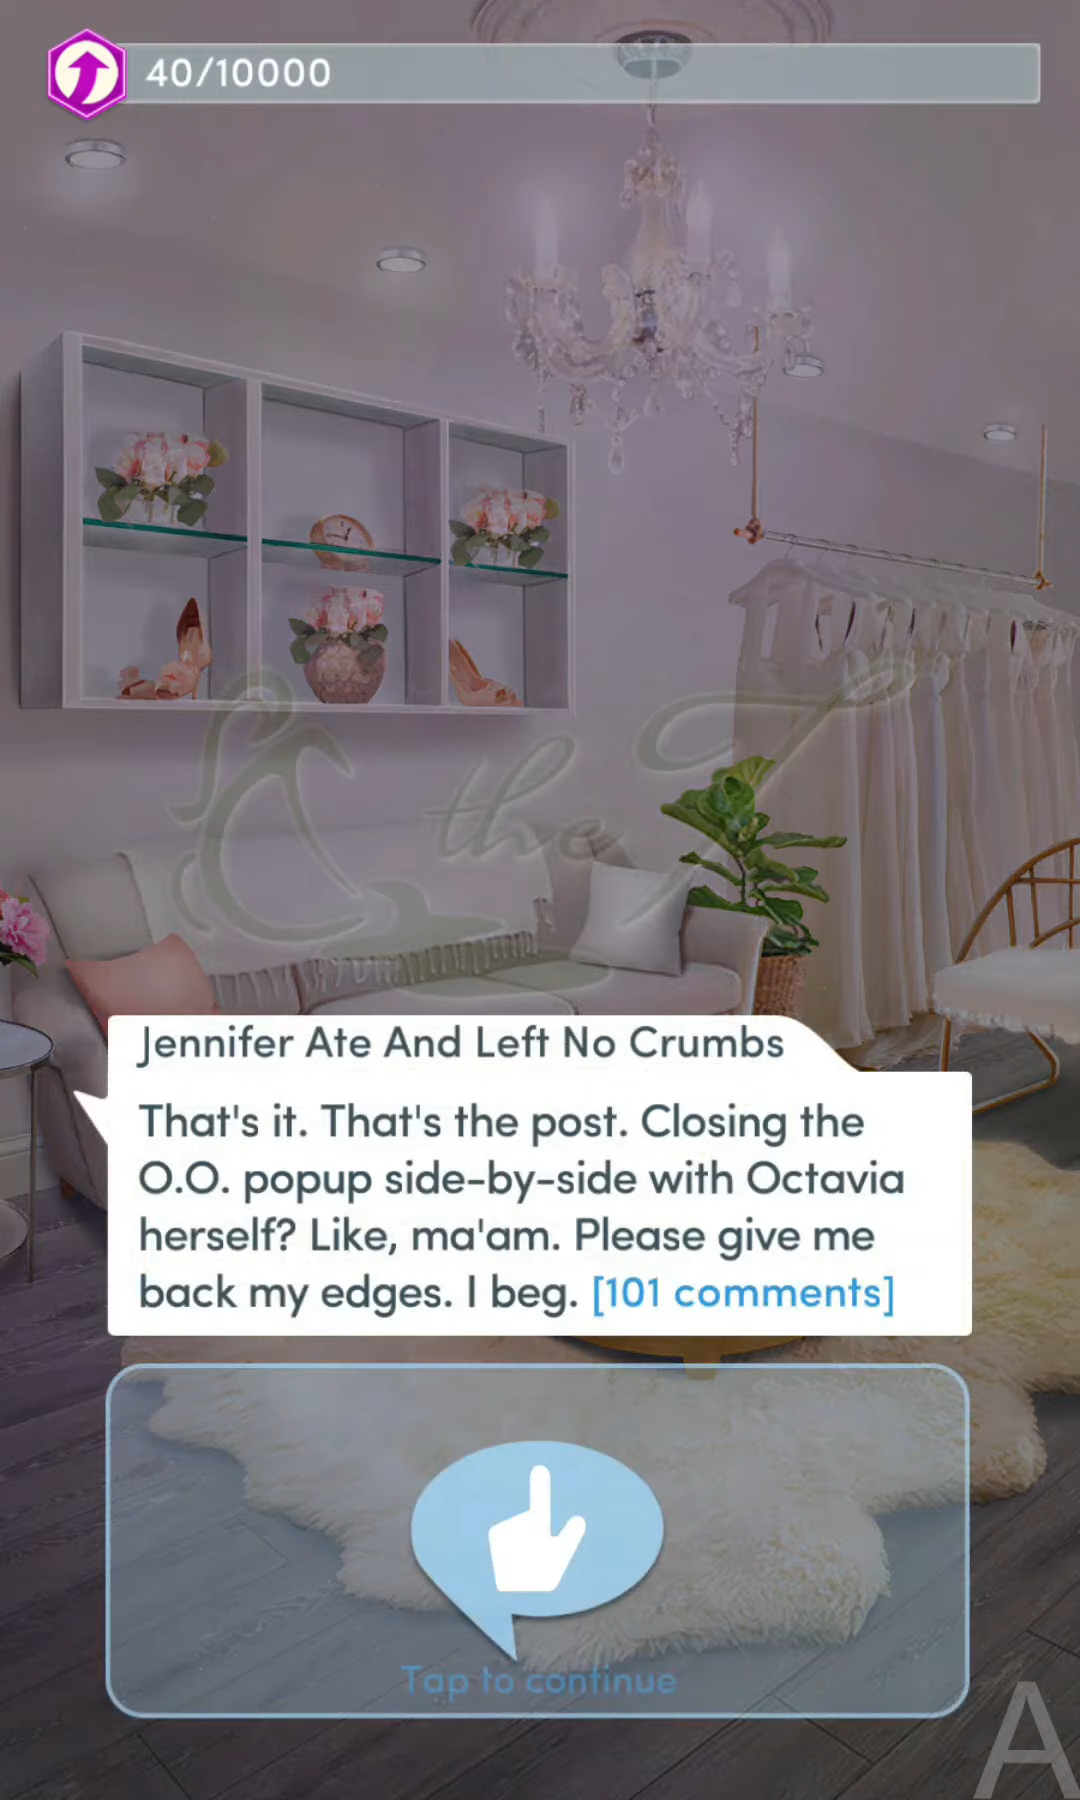 40/10000
the T
Jennifer Ate And Left No Crumbs
That's it. That's the post. Closing the
O.O. popup side-by-side with Octavia
herself? Like, ma'am. Please give me
back my edges. I beg. [101 comments]
Tap to continue
A